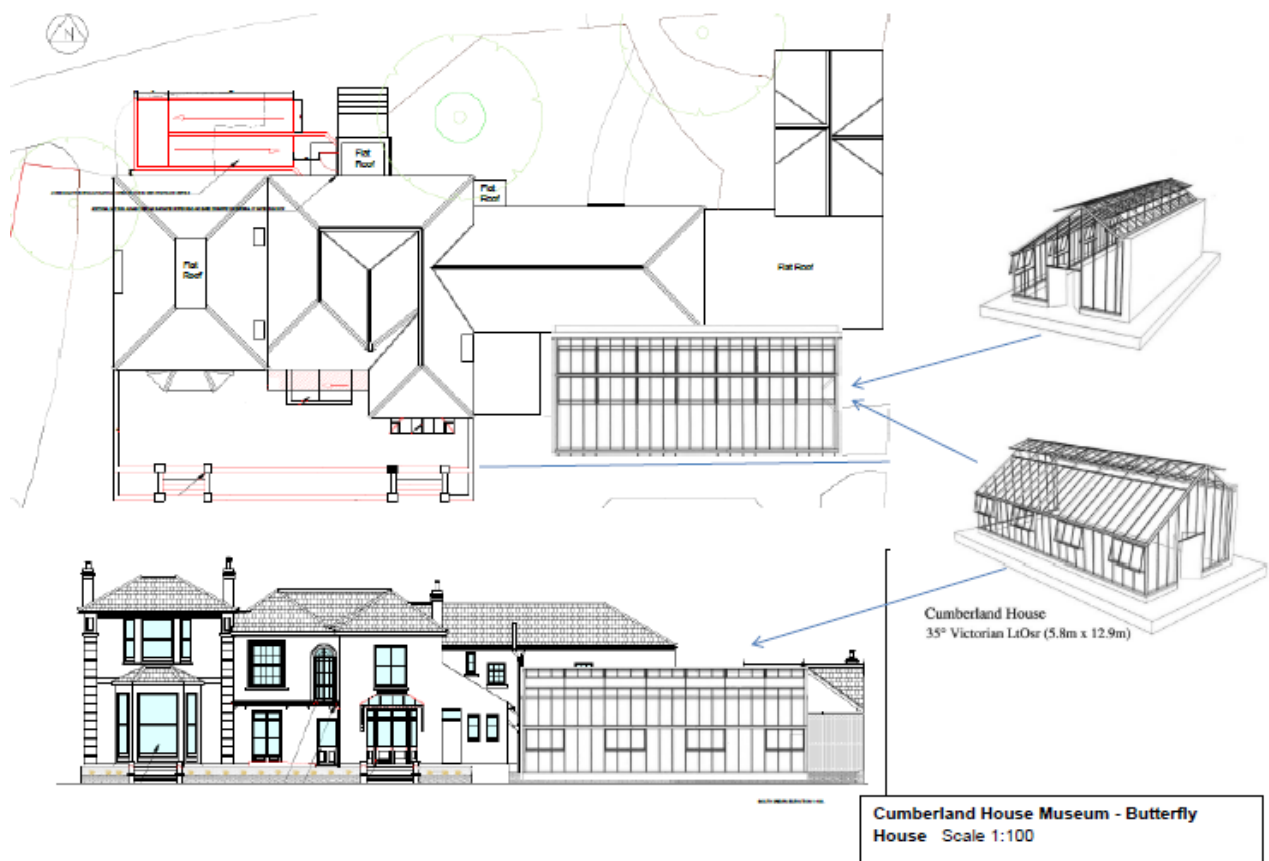 N
Flat
Roof
Flat
Roof
Flat
Roof
Flat Roof
Cumberland House
35° Victorian LtOsr (5.8m x 12.9m)
Cumberland House Museum - Butterfly
House Scale 1:100